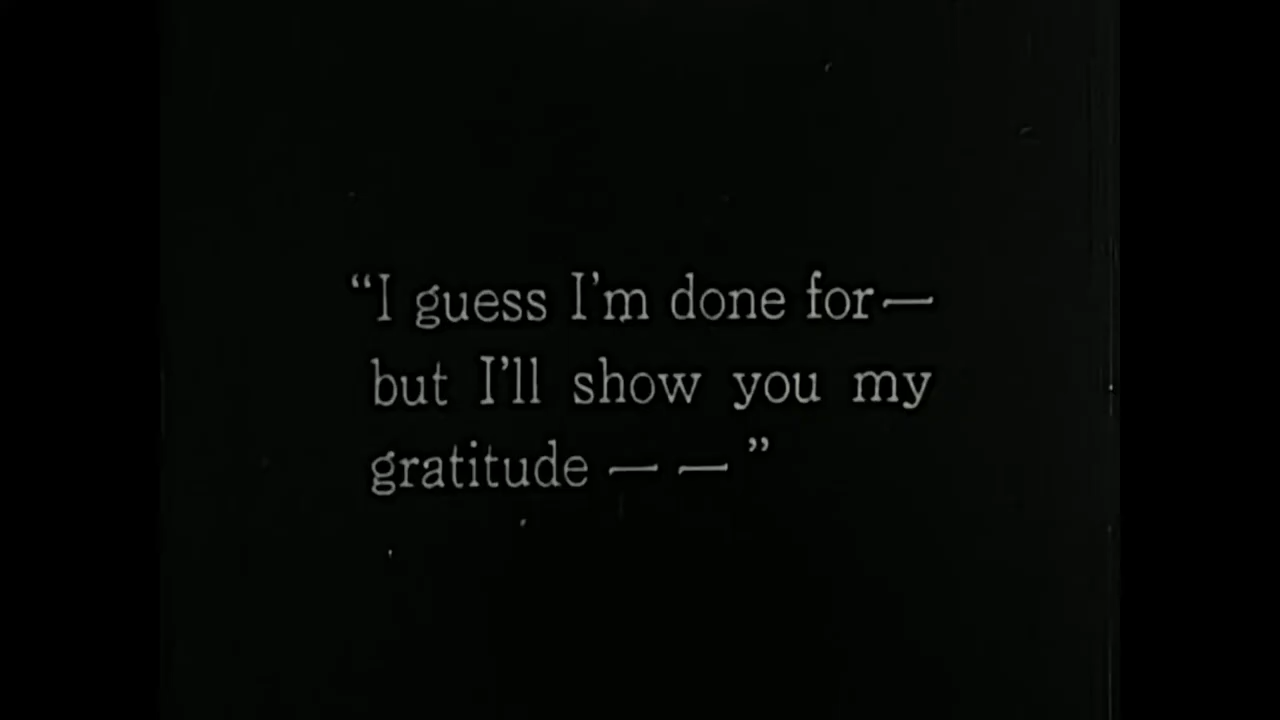 “I guess I’m done for—
but I’ll show you my
gratitude — — ”